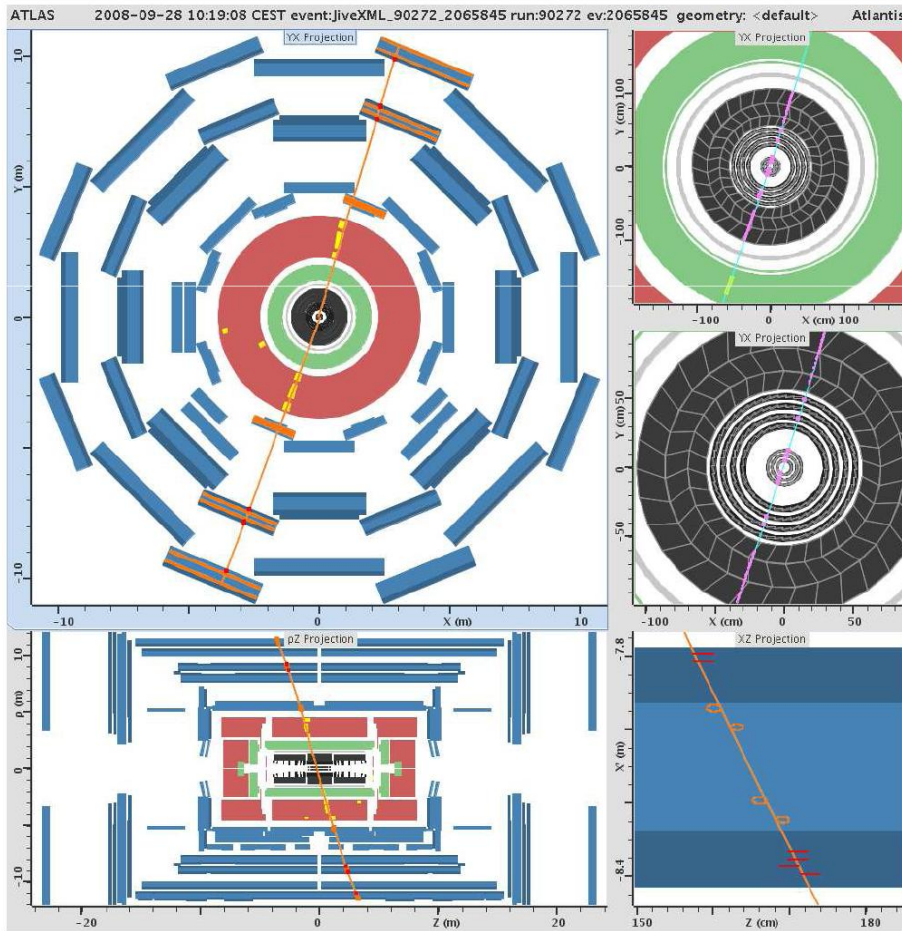 ATLAS 2008-09-28 10:19:08 CEST event:JiveXML_90272_2065845 run:90272 ev:2065845 geometry: <default> Atlantis
YX Projection
10
Y (m)
0
-10
-10 0 X (m) 10
YX Projection
100
Y (cm)
0
-100
-100 0 X (cm) 100
YX Projection
50
Y (cm)
0
-50
-100 X (cm) 0 50
ρZ Projection
10
ρ (m)
0
-10
-20 0 Z (m) 20
XZ Projection
-7.8
X' (m)
-8.4
150 Z (cm) 180